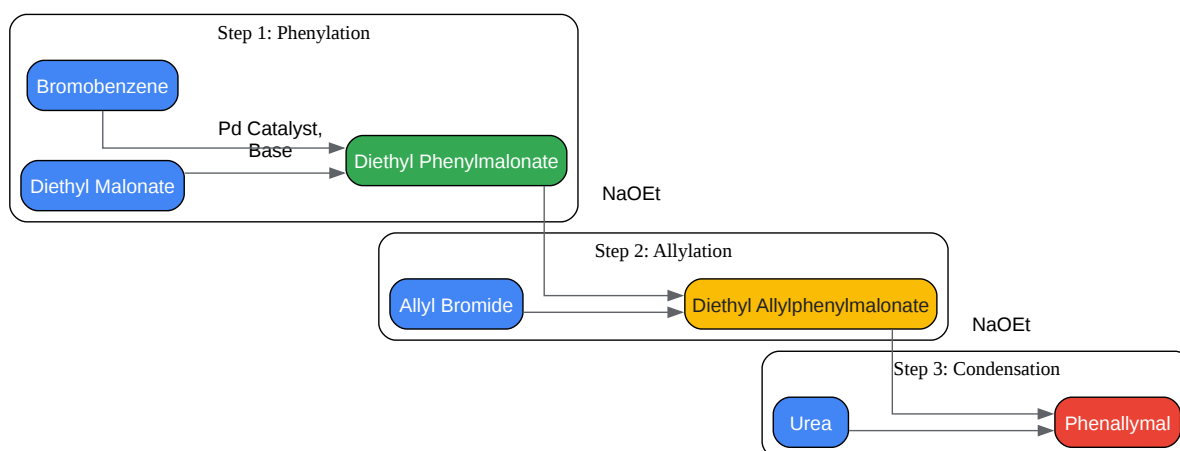 Step 1: Phenylation
Bromobenzene
Pd Catalyst,
Base
Diethyl Phenylmalonate
Diethyl Malonate
NaOEt
Step 2: Allylation
Allyl Bromide
Diethyl Allylphenylmalonate
NaOEt
Step 3: Condensation
Urea
Phenallymal